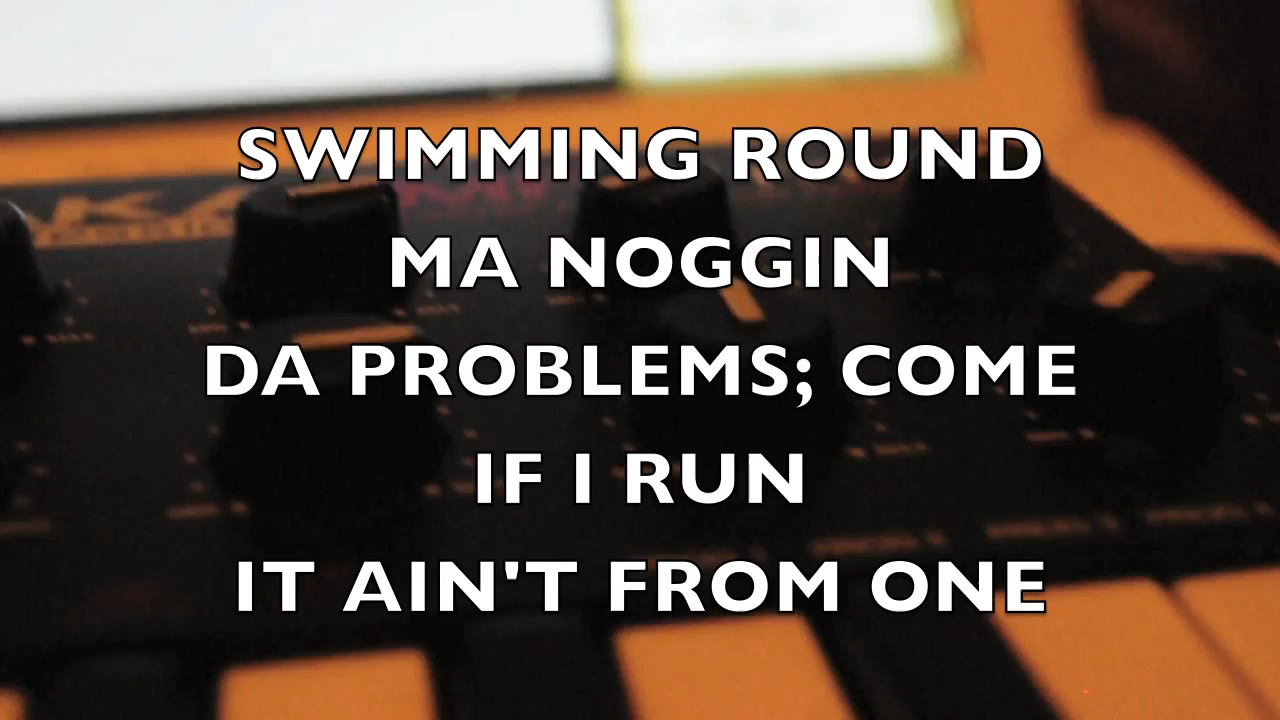 SWIMMING ROUND
MA NOGGIN
DA PROBLEMS; COME
IF I RUN
IT AIN'T FROM ONE